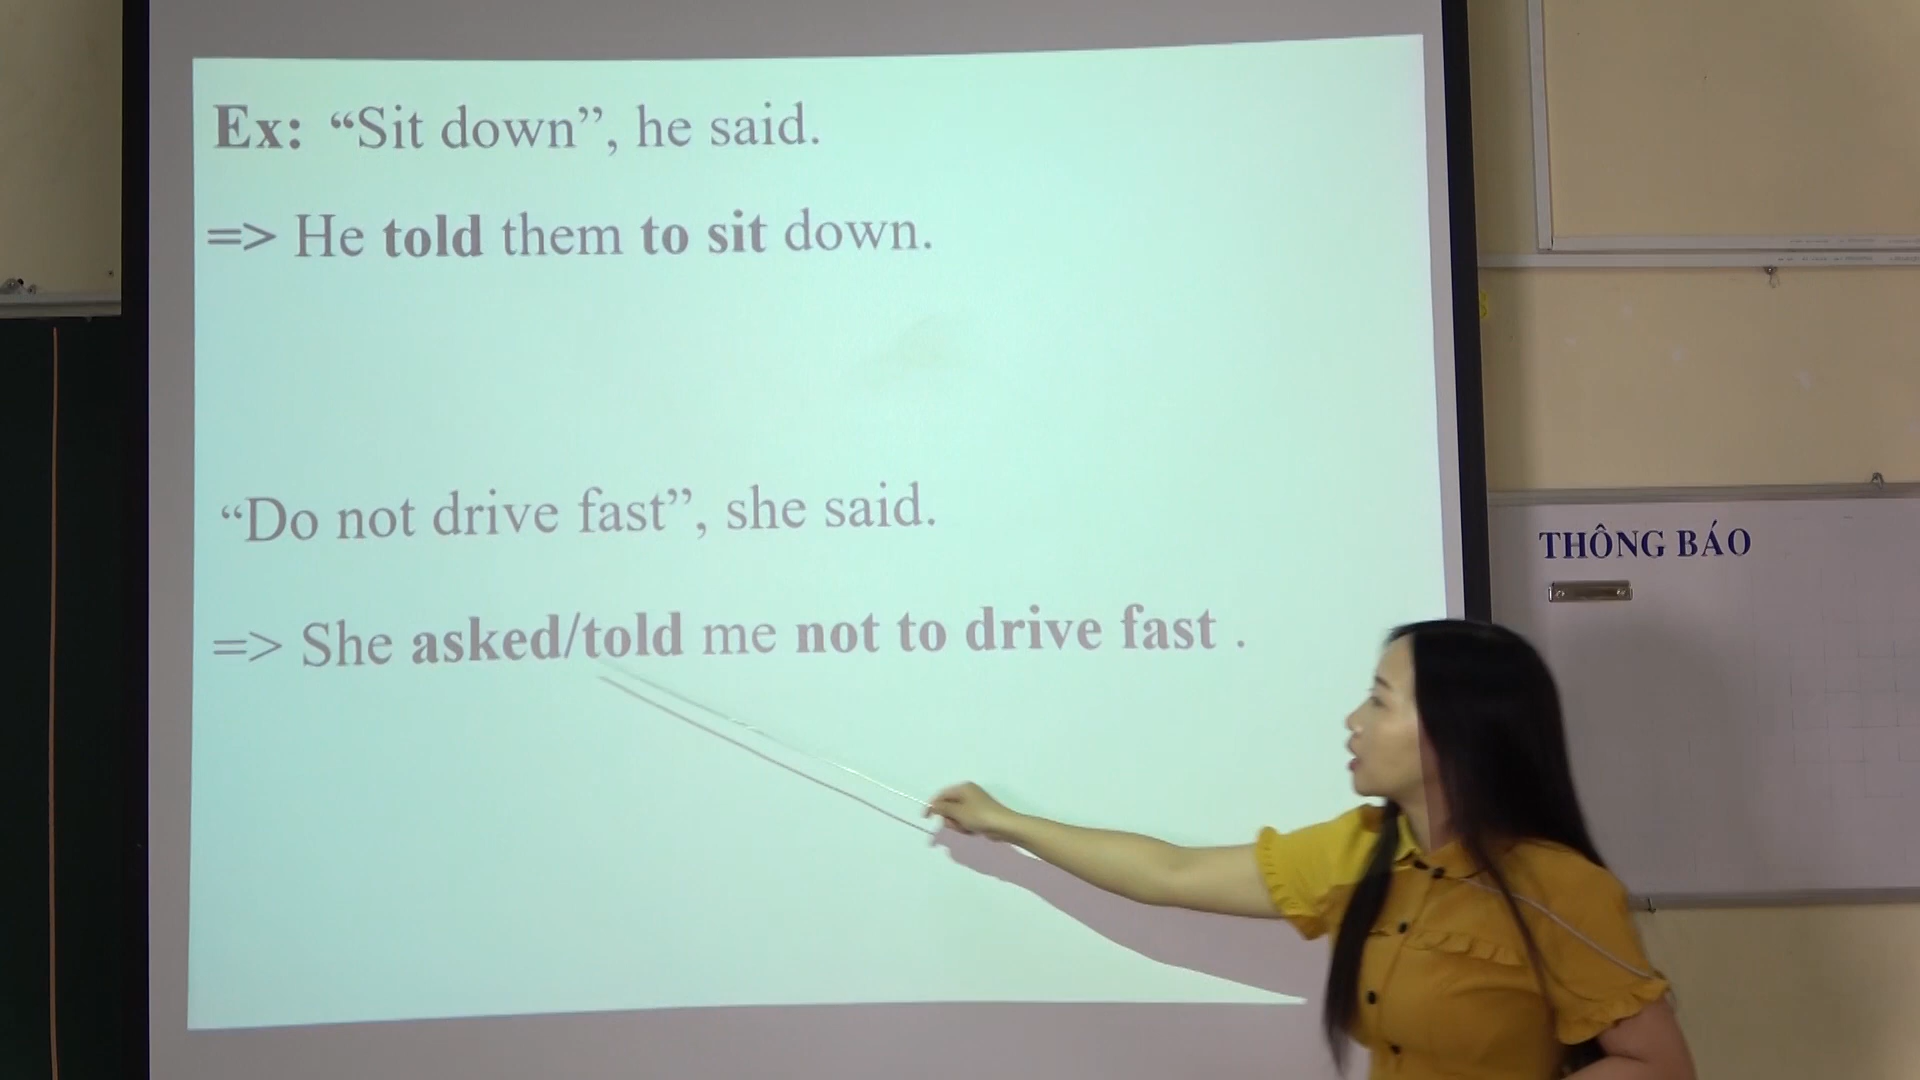 Ex: “Sit down”, he said.
=> He told them to sit down.
“Do not drive fast”, she said.
=> She asked/told me not to drive fast .
THÔNG BÁO